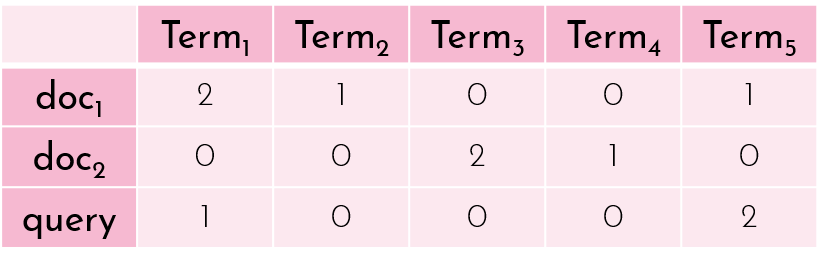 Term₁ Term₂ Term₃ Term₄ Term₅
doc₁ 2 1 0 0 1
doc₂ 0 0 2 1 0
query 1 0 0 0 2